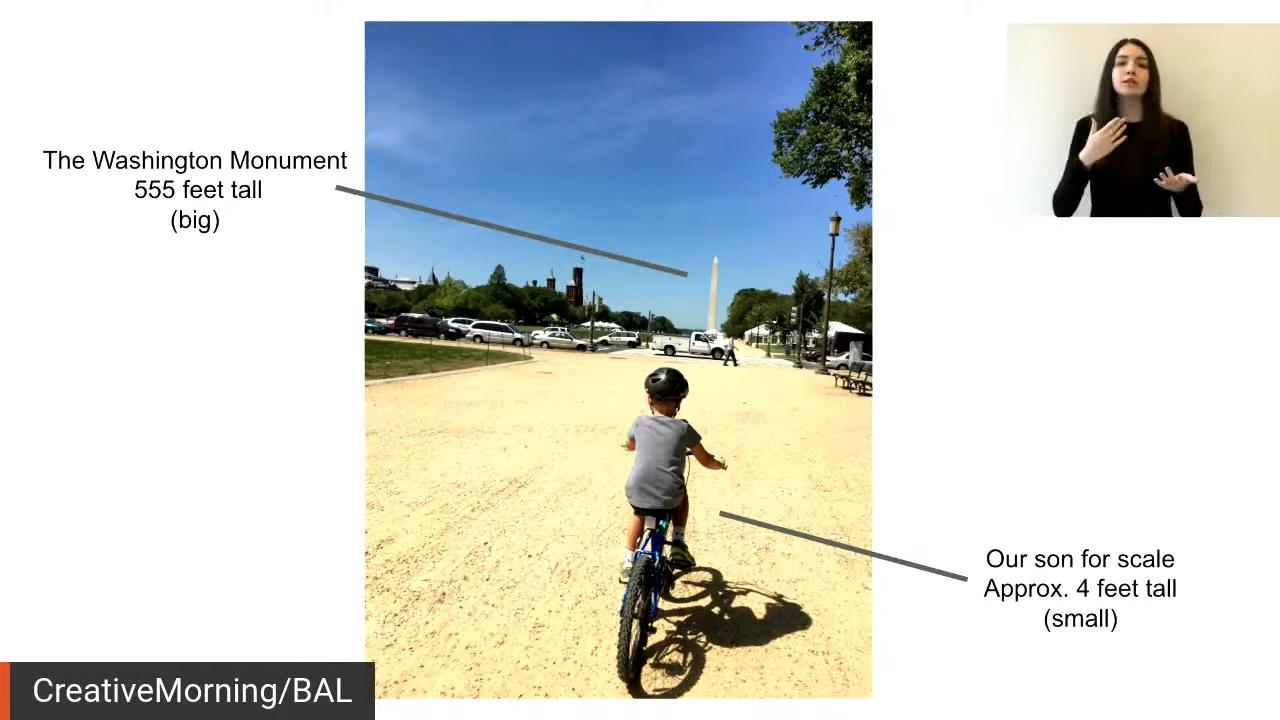 The Washington Monument
555 feet tall
(big)
Our son for scale
Approx. 4 feet tall
(small)
CreativeMorning/BAL